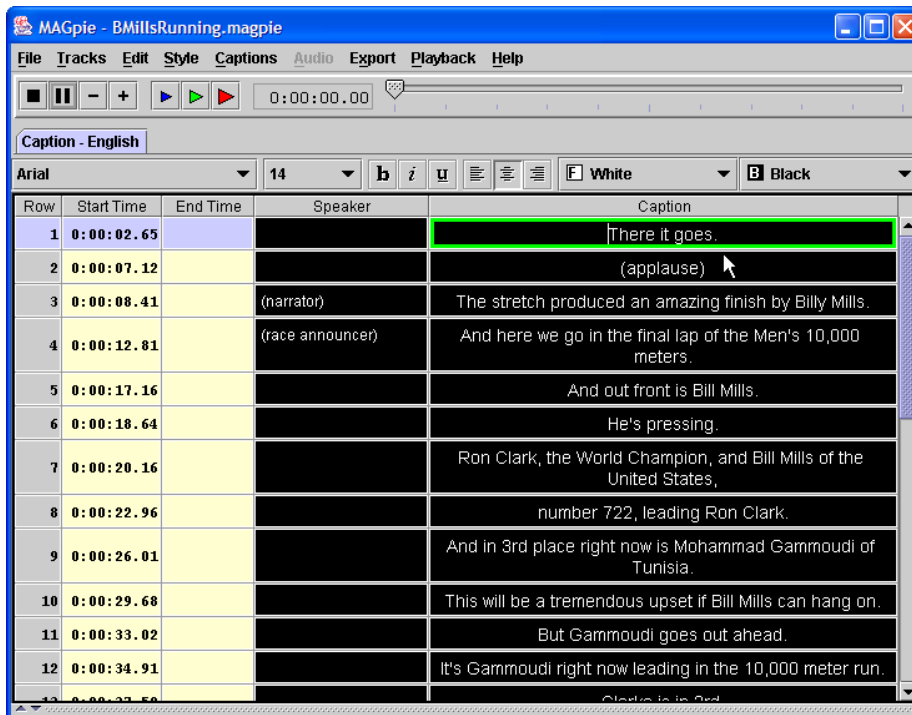 MAGpie - BMillsRunning.magpie
File Tracks Edit Style Captions Audio Export Playback Help
0:00:00.00
Caption - English
Arial 14 b i u F White B Black
Row Start Time End Time Speaker Caption
1 0:00:02.65 There it goes.
2 0:00:07.12 (applause)
3 0:00:08.41 (narrator) The stretch produced an amazing finish by Billy Mills.
4 0:00:12.81 (race announcer) And here we go in the final lap of the Men's 10,000
meters.
5 0:00:17.16 And out front is Bill Mills.
6 0:00:18.64 He's pressing.
7 0:00:20.16 Ron Clark, the World Champion, and Bill Mills of the
United States,
8 0:00:22.96 number 722, leading Ron Clark.
9 0:00:26.01 And in 3rd place right now is Mohammad Gammoudi of
Tunisia.
10 0:00:29.68 This will be a tremendous upset if Bill Mills can hang on.
11 0:00:33.02 But Gammoudi goes out ahead.
12 0:00:34.91 It's Gammoudi right now leading in the 10,000 meter run.